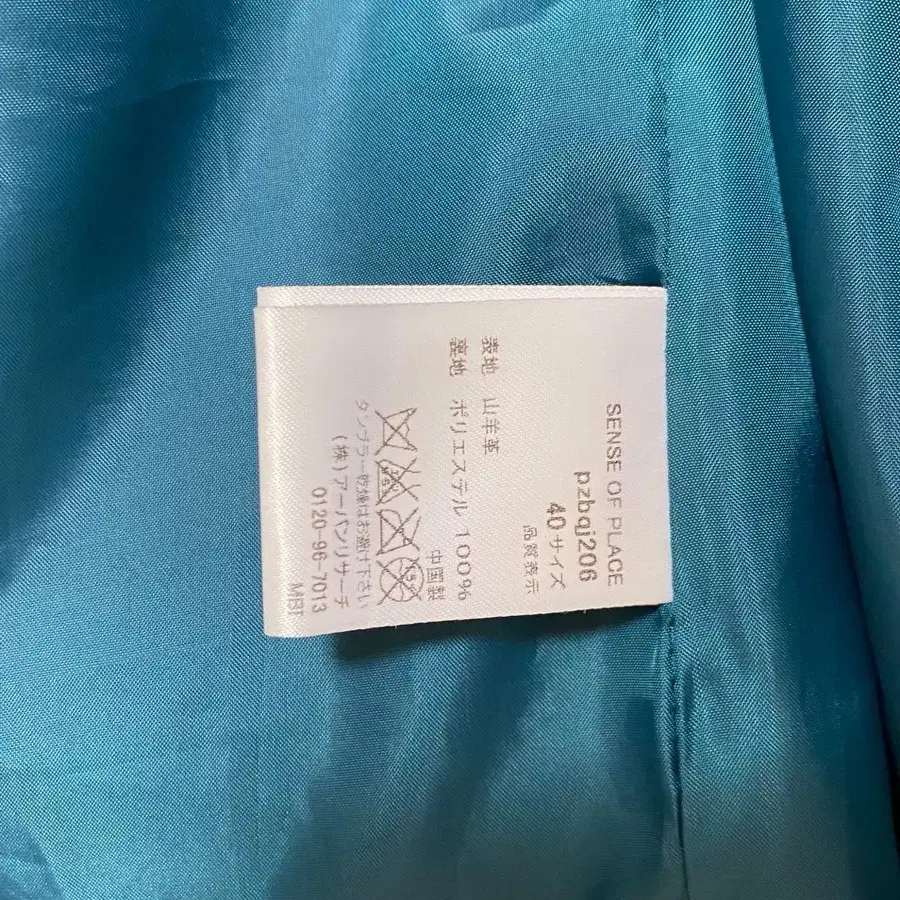 SENSE OF PLACE
pzbqj206
40サイズ
品質表示
表地 山羊革
裏地 ポリエステル 100%
中国製
タンブラー乾燥はお避け下さい
(株)アーバンリサーチ
0120-96-7013
MBI